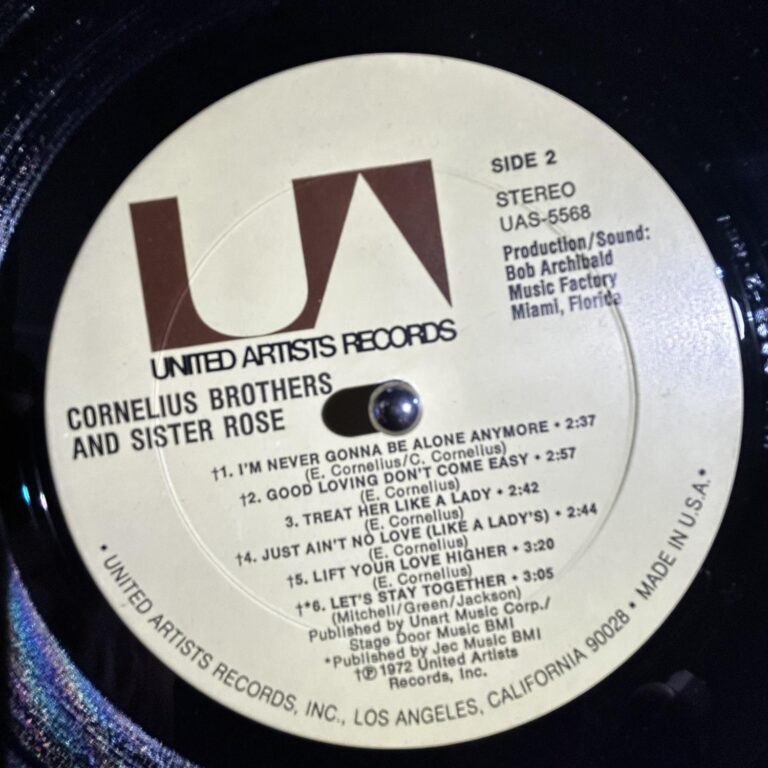 UA
UNITED ARTISTS RECORDS
SIDE 2
STEREO
UAS-5568
Production/Sound:
Bob Archibald
Music Factory
Miami, Florida
CORNELIUS BROTHERS
AND SISTER ROSE
†1. I'M NEVER GONNA BE ALONE ANYMORE • 2:37
(E. Cornelius/C. Cornelius)
†2. GOOD LOVING DON'T COME EASY • 2:57
(E. Cornelius)
3. TREAT HER LIKE A LADY • 2:42
(E. Cornelius)
†4. JUST AIN'T NO LOVE (LIKE A LADY'S) • 2:44
(E. Cornelius)
†5. LIFT YOUR LOVE HIGHER • 3:20
(E. Cornelius)
†*6. LET'S STAY TOGETHER • 3:05
(Mitchell/Green/Jackson)
Published by Unart Music Corp./
Stage Door Music BMI
*Published by Jec Music BMI
†℗ 1972 United Artists
Records, Inc.
• UNITED ARTISTS RECORDS, INC., LOS ANGELES, CALIFORNIA 90028 • MADE IN U.S.A. •